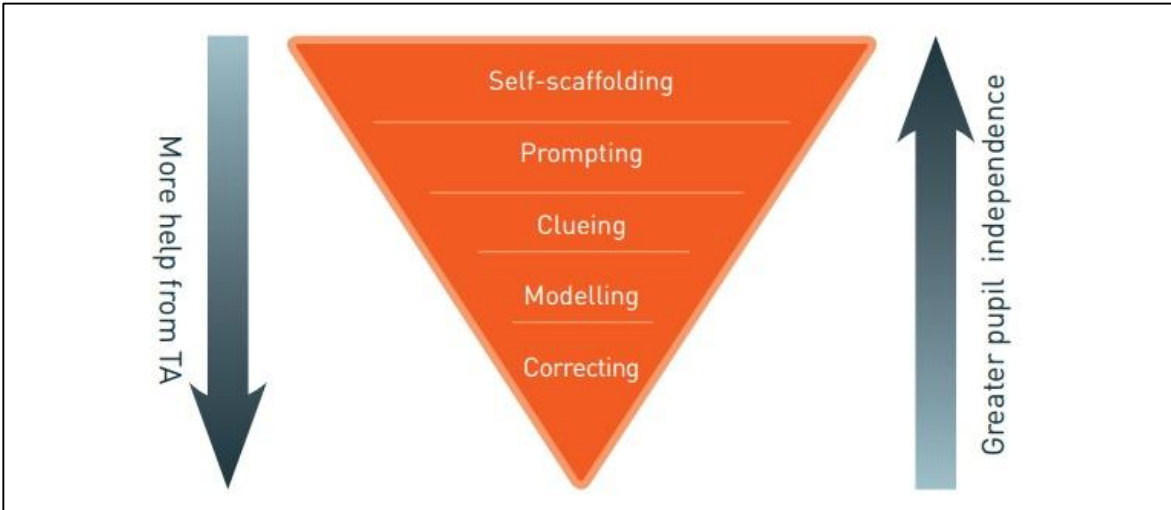 More help from TA
Self-scaffolding
Prompting
Clueing
Modelling
Correcting
Greater pupil independence